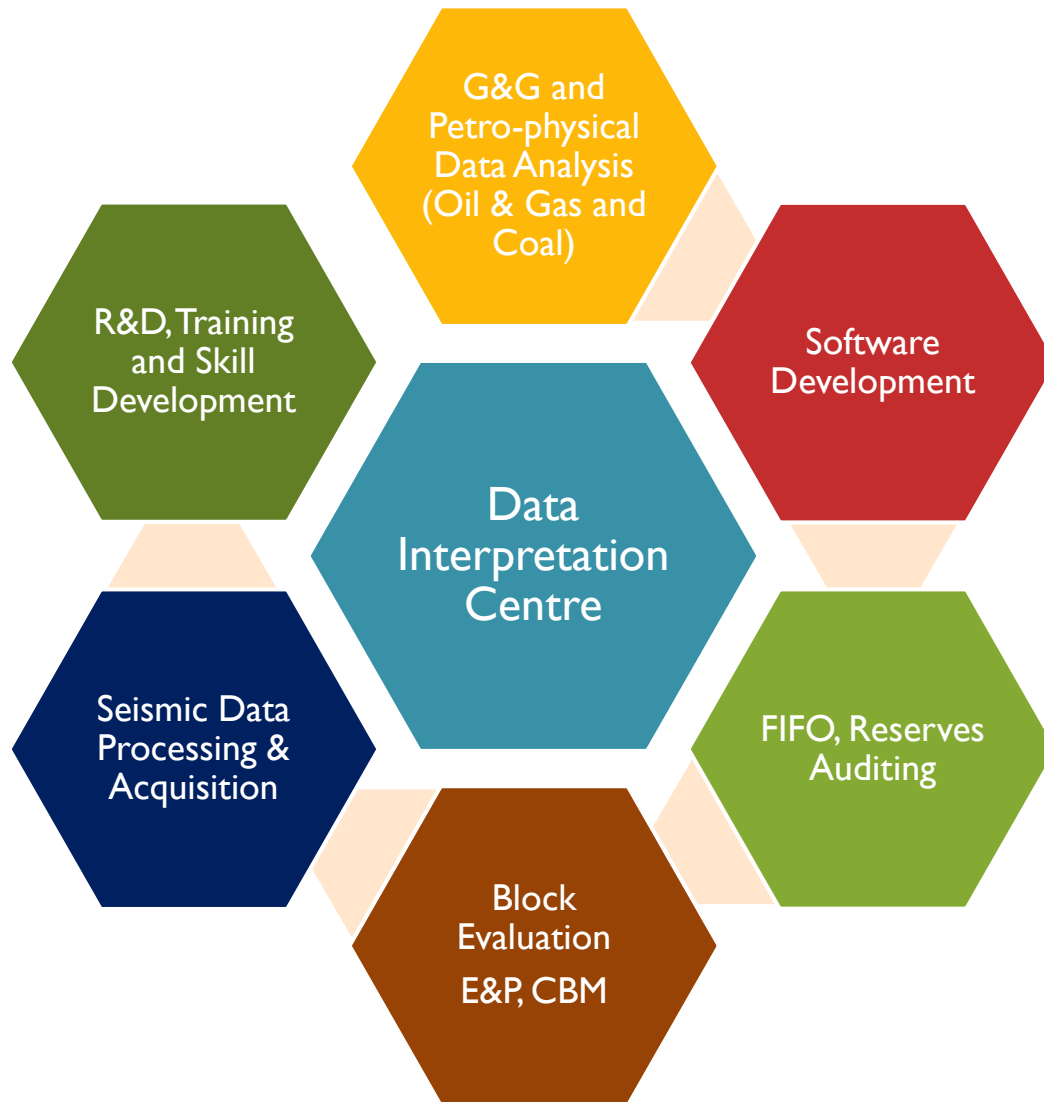 G&G and
Petro-physical
Data Analysis
(Oil & Gas and
Coal)
Software
Development
FIFO, Reserves
Auditing
Block
Evaluation
E&P, CBM
Seismic Data
Processing &
Acquisition
R&D, Training
and Skill
Development
Data
Interpretation
Centre